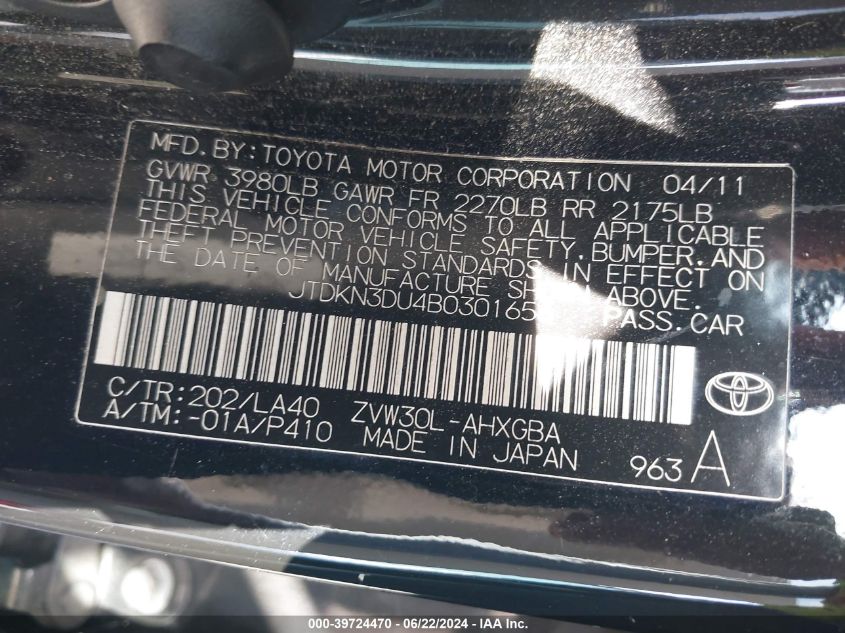 MFD.BY:TOYOTA MOTOR CORPORATION 04/11
GVWR 3980LB GAWR FR 2270LB RR 2175LB
THIS VEHICLE CONFORMS TO ALL APPLICABLE
FEDERAL MOTOR VEHICLE SAFETY,BUMPER,AND
THEFT PREVENTION STANDARDS IN EFFECT ON
THE DATE OF MANUFACTURE SHOWN ABOVE.
JTDKN3DU4B030165 PASS.CAR
C/TR:202/LA40 ZVW30L-AHXGBA
A/TM:-01A/P410 MADE IN JAPAN
963 A
000-39724470 - 06/22/2024 - IAA Inc.